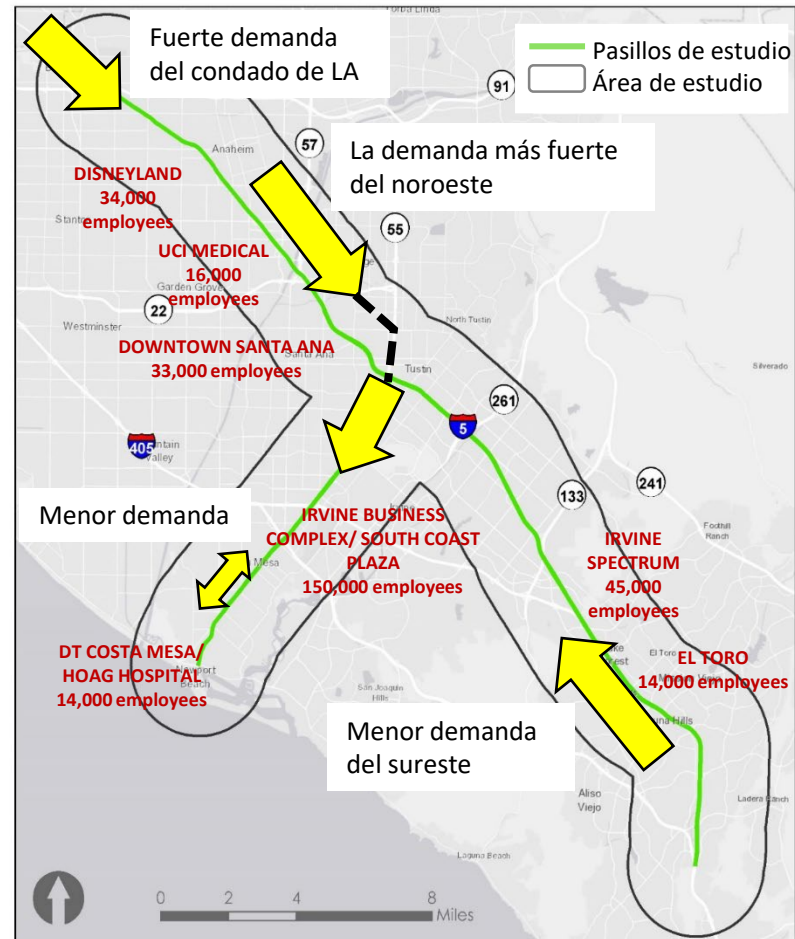 Fuerte demanda
del condado de LA
Pasillos de estudio
Área de estudio
91
Anaheim
57
La demanda más fuerte
del noroeste
DISNEYLAND
34,000
employees
Stanton
55
UCI MEDICAL
16,000
employees
Garden Grove
22
Westminster
North Tustin
DOWNTOWN SANTA ANA
33,000 employees
Santa Ana
Tustin
Silverado
261
5
405
Valley
241
133
Foothill
Ranch
Menor demanda
IRVINE BUSINESS
COMPLEX/ SOUTH COAST
PLAZA
150,000 employees
Mesa
IRVINE
SPECTRUM
45,000
employees
DT COSTA MESA/
HOAG HOSPITAL
14,000 employees
Newport
Beach
El Toro
EL TORO
14,000 employees
San Joaquin
Hills
Laguna Hills
Menor demanda
del sureste
Aliso
Viejo
Ladera Ranch
Laguna Beach
0 2 4 8
Miles